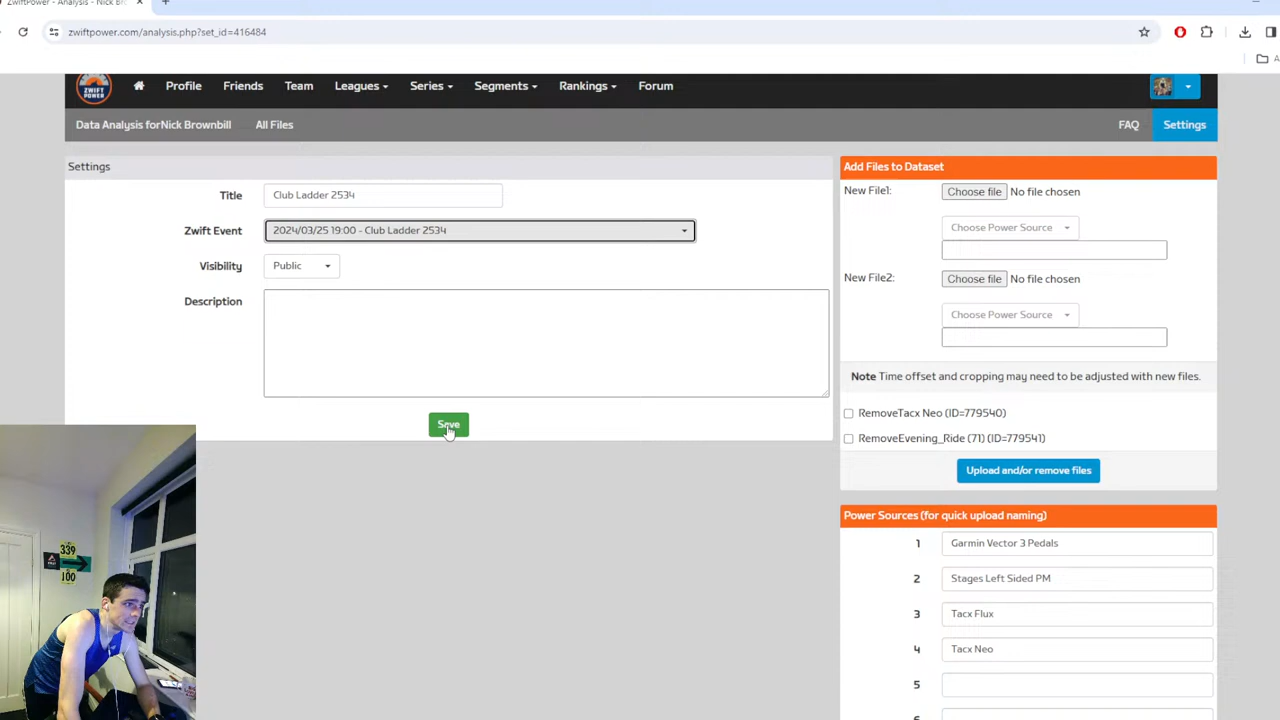 ZwiftPower - Analysis - Nick Br
zwiftpower.com/analysis.php?set_id=416484
ZWIFT
POWER
Profile
Friends
Team
Leagues
Series
Segments
Rankings
Forum
Data Analysis forNick Brownbill
All Files
FAQ
Settings
Settings
Title
Club Ladder 2534
Zwift Event
2024/03/25 19:00 - Club Ladder 2534
Visibility
Public
Description
Save
Add Files to Dataset
New File1:
Choose file No file chosen
Choose Power Source
New File2:
Choose file No file chosen
Choose Power Source
Note Time offset and cropping may need to be adjusted with new files.
RemoveTacx Neo (ID=779540)
RemoveEvening_Ride (71) (ID=779541)
Upload and/or remove files
Power Sources (for quick upload naming)
1 Garmin Vector 3 Pedals
2 Stages Left Sided PM
3 Tacx Flux
4 Tacx Neo
5
339
100